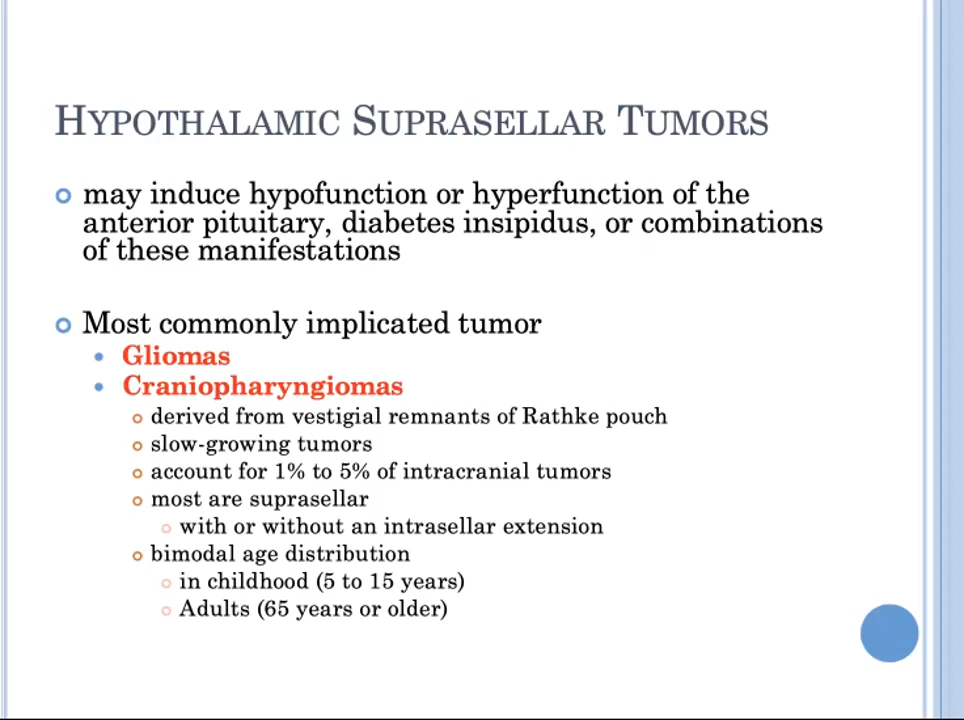 HYPOTHALAMIC SUPRASELLAR TUMORS
may induce hypofunction or hyperfunction of the
anterior pituitary, diabetes insipidus, or combinations
of these manifestations
Most commonly implicated tumor
Gliomas
Craniopharyngiomas
derived from vestigial remnants of Rathke pouch
slow-growing tumors
account for 1% to 5% of intracranial tumors
most are suprasellar
with or without an intrasellar extension
bimodal age distribution
in childhood (5 to 15 years)
Adults (65 years or older)